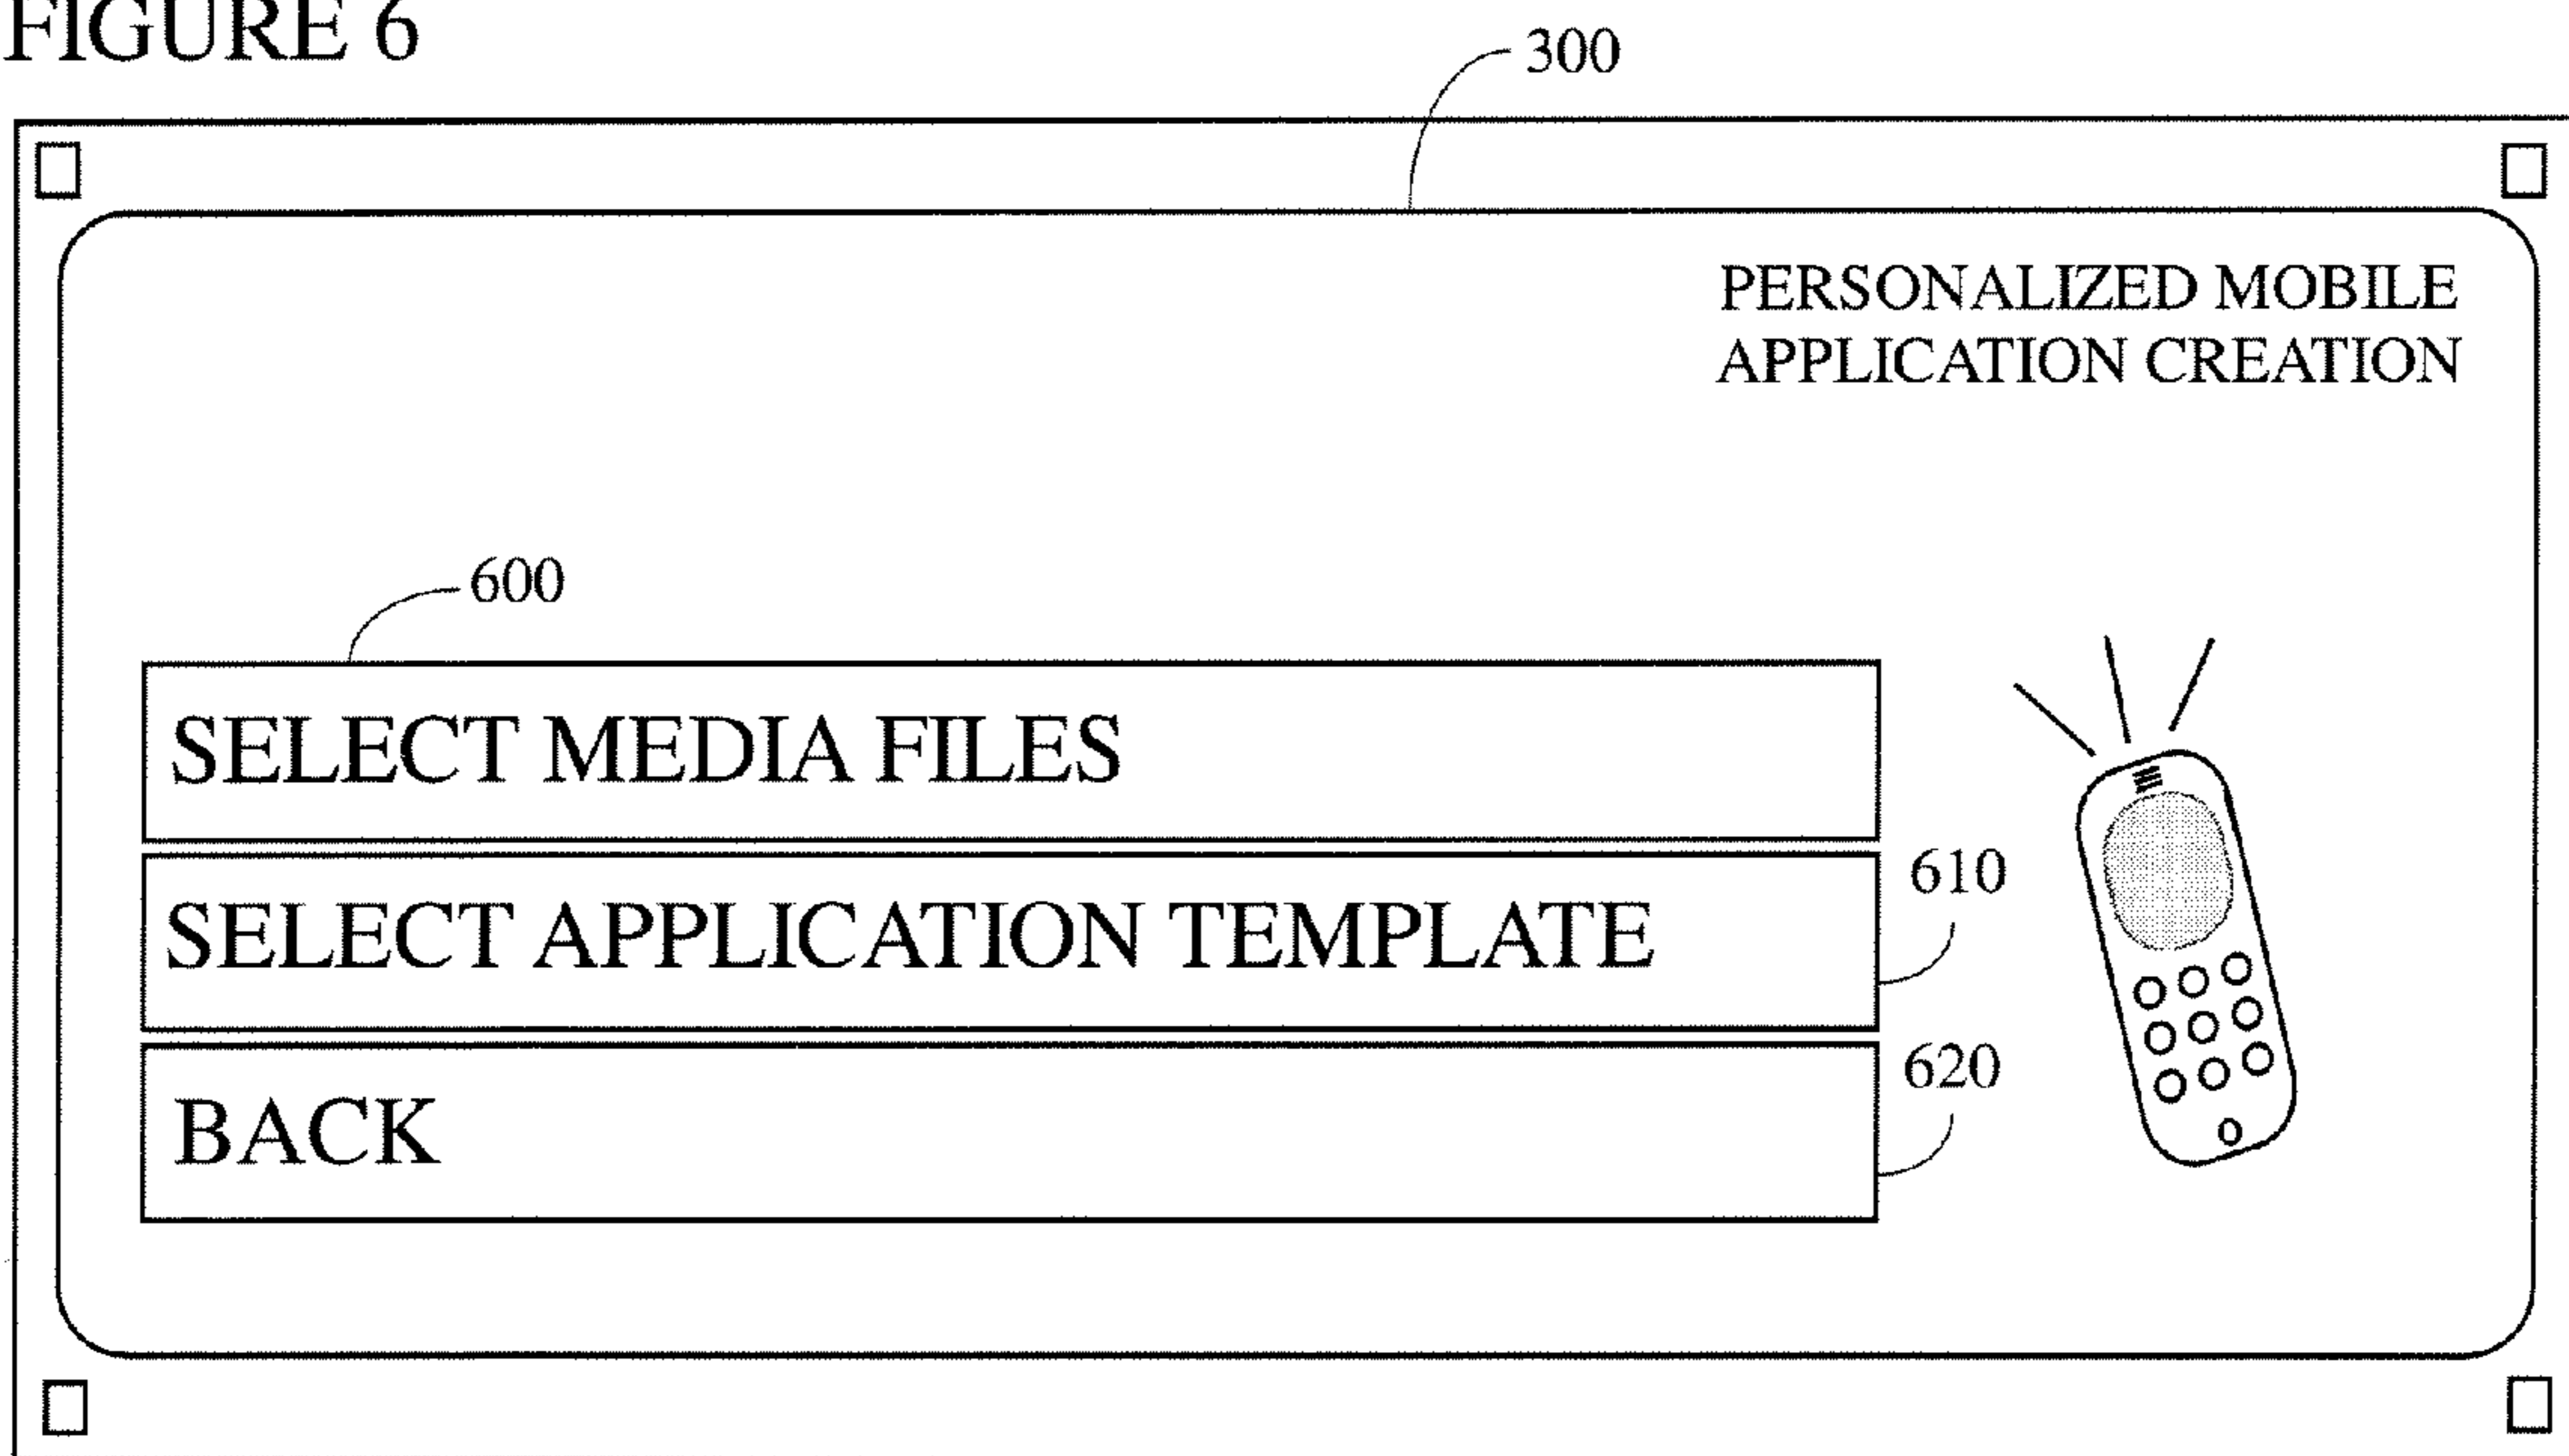 FIGURE 6
300
PERSONALIZED MOBILE
APPLICATION CREATION
600
SELECT MEDIA FILES
610
SELECT APPLICATION TEMPLATE
620
BACK